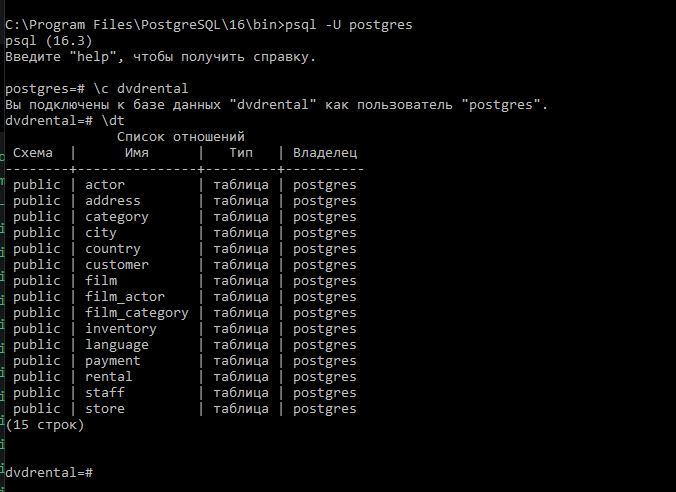 C:\Program Files\PostgreSQL\16\bin>psql -U postgres
psql (16.3)
Введите "help", чтобы получить справку.
postgres=# \c dvdrental
Вы подключены к базе данных "dvdrental" как пользователь "postgres".
dvdrental=# \dt
Список отношений
Схема | Имя | Тип | Владелец
--------+---------------+---------+----------
public | actor | таблица | postgres
public | address | таблица | postgres
public | category | таблица | postgres
public | city | таблица | postgres
public | country | таблица | postgres
public | customer | таблица | postgres
public | film | таблица | postgres
public | film_actor | таблица | postgres
public | film_category | таблица | postgres
public | inventory | таблица | postgres
public | language | таблица | postgres
public | payment | таблица | postgres
public | rental | таблица | postgres
public | staff | таблица | postgres
public | store | таблица | postgres
(15 строк)
dvdrental=#